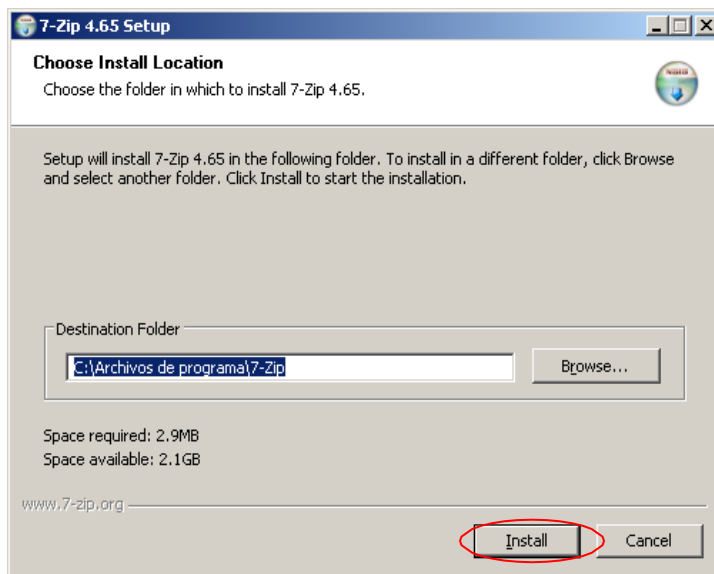 7-Zip 4.65 Setup
Choose Install Location
Choose the folder in which to install 7-Zip 4.65.
Setup will install 7-Zip 4.65 in the following folder. To install in a different folder, click Browse
and select another folder. Click Install to start the installation.
Destination Folder
C:\Archivos de programa\7-Zip
Browse...
Space required: 2.9MB
Space available: 2.1GB
www.7-zip.org
Install
Cancel